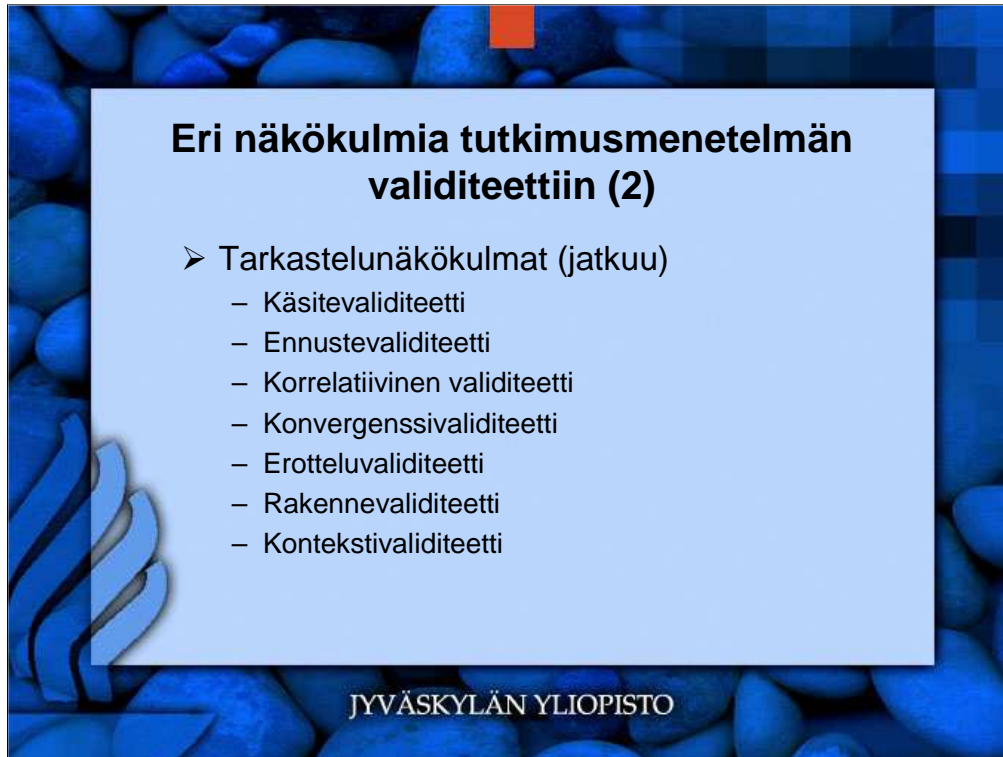 Eri näkökulmia tutkimusmenetelmän
validiteettiin (2)
➢ Tarkastelunäkökulmat (jatkuu)
– Käsitevaliditeetti
– Ennustevaliditeetti
– Korrelatiivinen validiteetti
– Konvergenssivaliditeetti
– Erotteluvaliditeetti
– Rakennevaliditeetti
– Kontekstivaliditeetti
JYVÄSKYLÄN YLIOPISTO